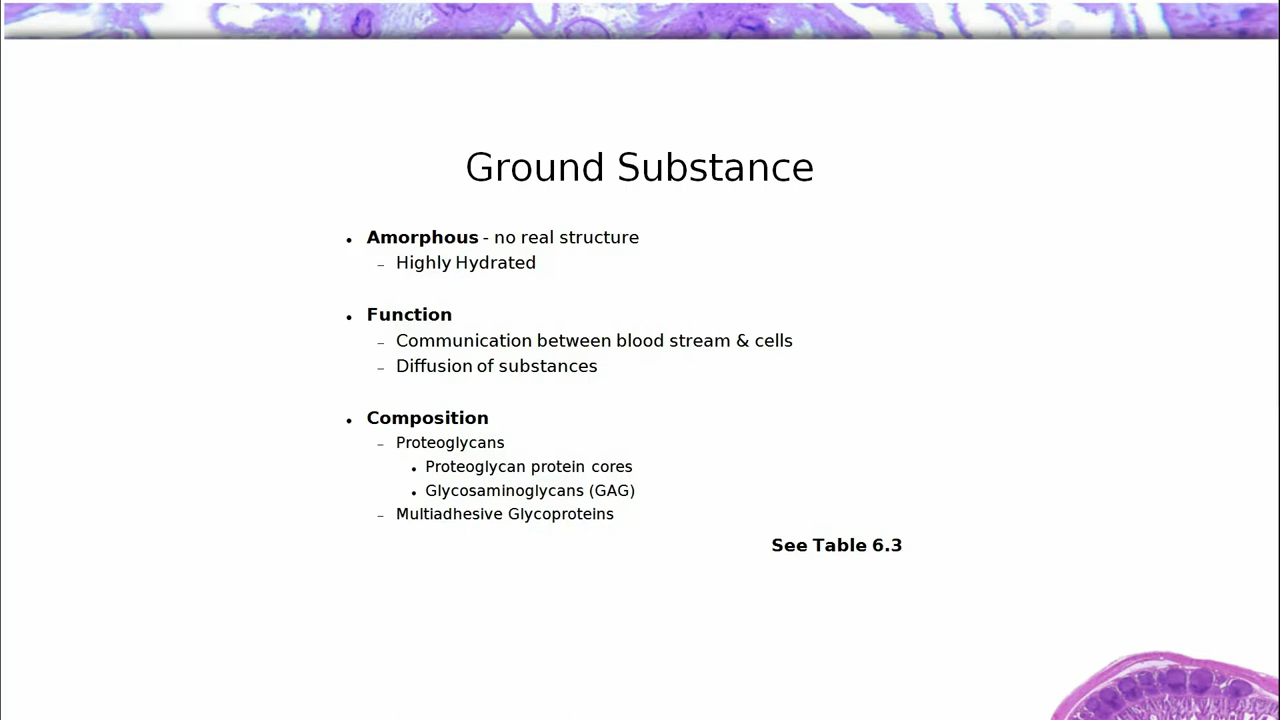 Ground Substance
• Amorphous - no real structure
– Highly Hydrated
• Function
– Communication between blood stream & cells
– Diffusion of substances
• Composition
– Proteoglycans
• Proteoglycan protein cores
• Glycosaminoglycans (GAG)
– Multiadhesive Glycoproteins
See Table 6.3